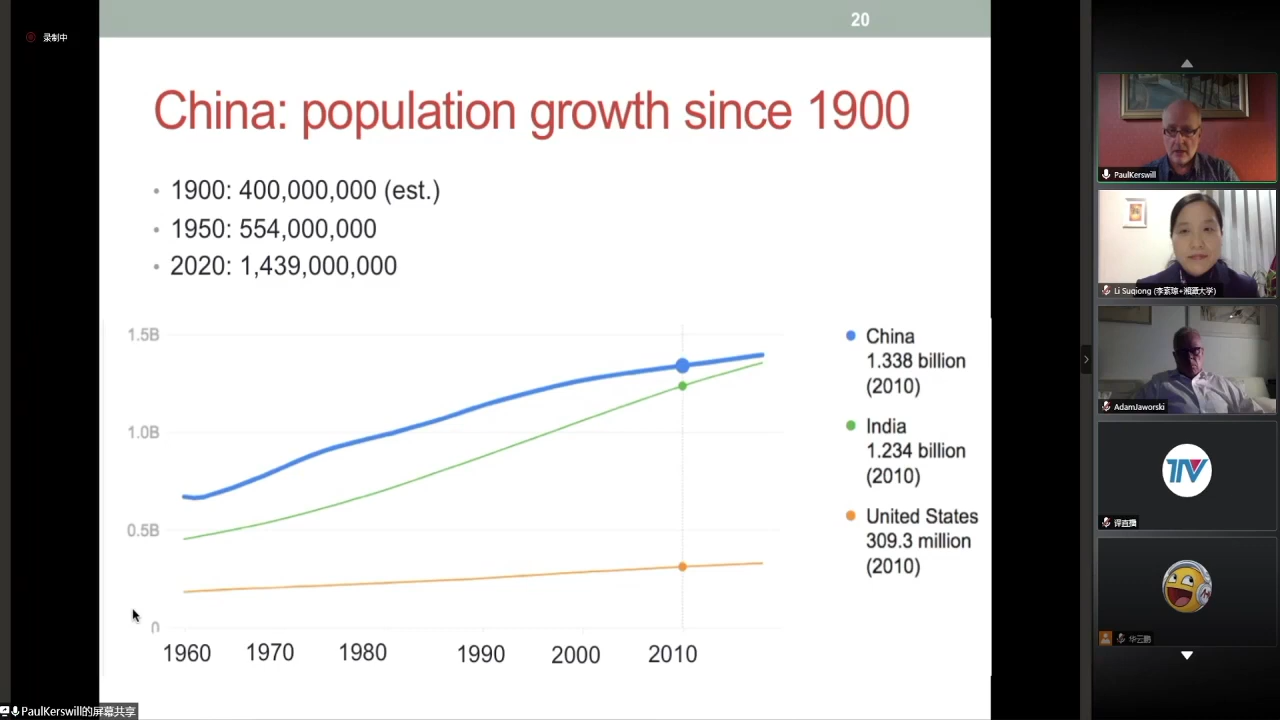 录制中
20
China: population growth since 1900
• 1900: 400,000,000 (est.)
• 1950: 554,000,000
• 2020: 1,439,000,000
1.5B
1.0B
0.5B
0
1960 1970 1980 1990 2000 2010
China
1.338 billion
(2010)
India
1.234 billion
(2010)
United States
309.3 million
(2010)
PaulKerswill
Li Suqiong (李素琼+湘潭大学)
AdamJaworski
译直播
华云鹏
PaulKerswill的屏幕共享